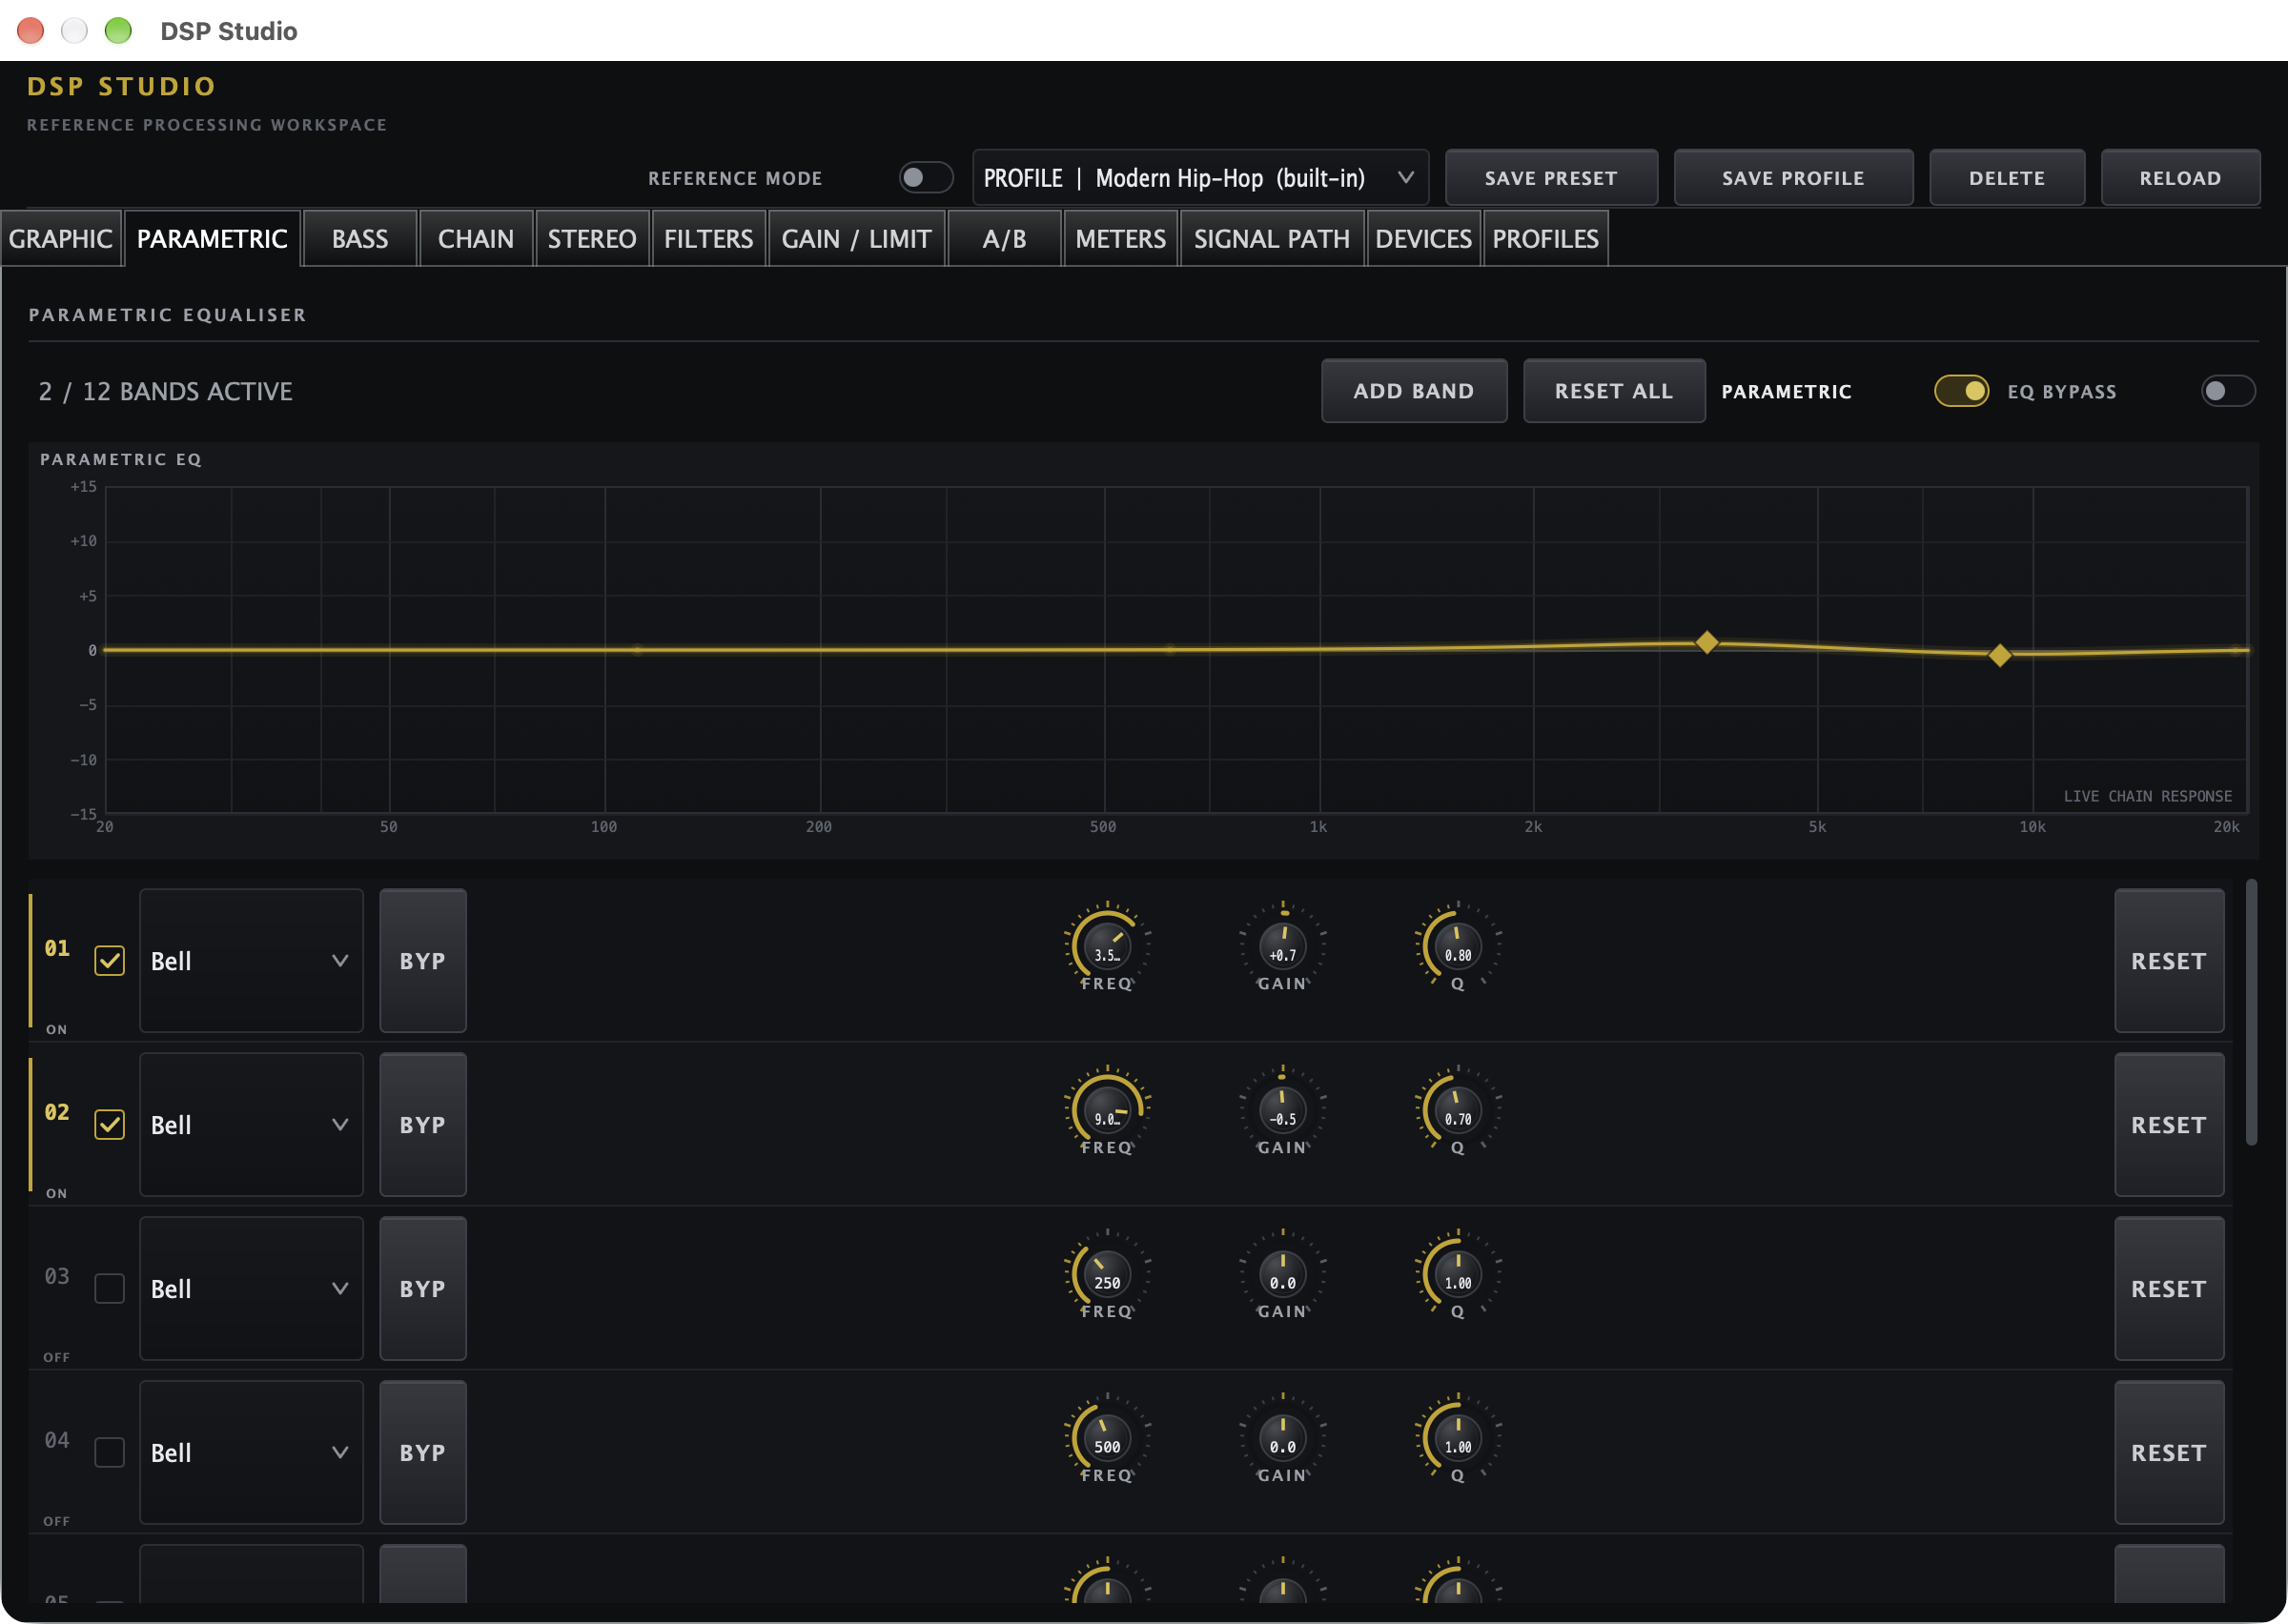 DSP Studio
DSP STUDIO
REFERENCE PROCESSING WORKSPACE
REFERENCE MODE PROFILE | Modern Hip-Hop (built-in) SAVE PRESET SAVE PROFILE DELETE RELOAD
GRAPHIC PARAMETRIC BASS CHAIN STEREO FILTERS GAIN / LIMIT A/B METERS SIGNAL PATH DEVICES PROFILES
PARAMETRIC EQUALISER
2 / 12 BANDS ACTIVE ADD BAND RESET ALL PARAMETRIC EQ BYPASS
PARAMETRIC EQ
+15
+10
+5
0
-5
-10
LIVE CHAIN RESPONSE
-15
20 50 100 200 500 1k 2k 5k 10k 20k
01 Bell BYP 3.5… +0.7 0.80 RESET
FREQ GAIN Q
ON
02 Bell BYP 9.0… -0.5 0.70 RESET
FREQ GAIN Q
ON
03 Bell BYP 250 0.0 1.00 RESET
FREQ GAIN Q
OFF
04 Bell BYP 500 0.0 1.00 RESET
FREQ GAIN Q
OFF